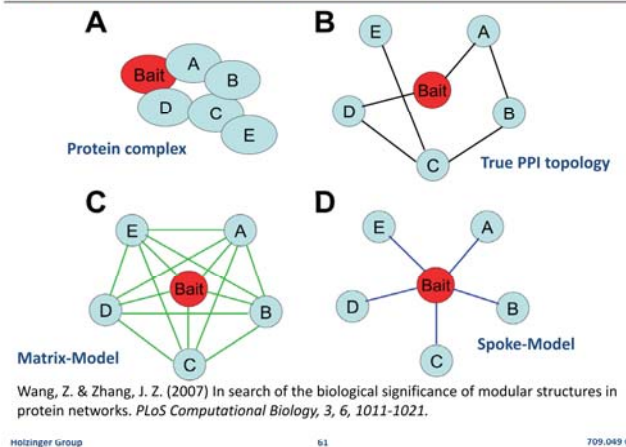 A
Bait
A
B
D
C
E
Protein complex
B
E
A
Bait
D
B
C
True PPI topology
C
E
A
Bait
D
B
C
Matrix-Model
D
E
A
Bait
D
B
C
Spoke-Model
Wang, Z. & Zhang, J. Z. (2007) In search of the biological significance of modular structures in
protein networks. PLoS Computational Biology, 3, 6, 1011-1021.
Holzinger Group
61
709.049